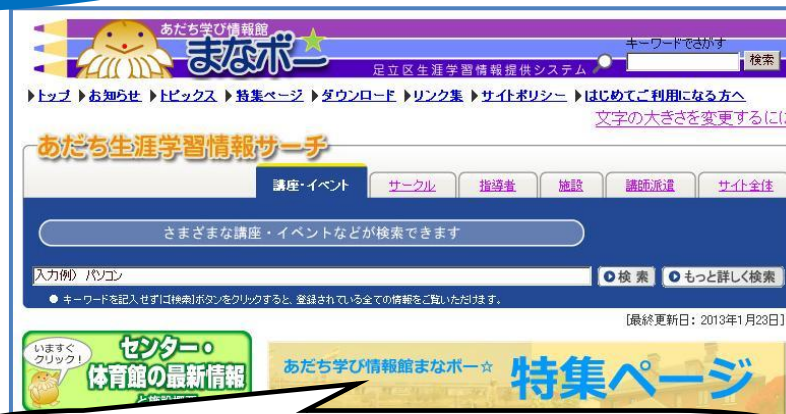 あだち学び情報館
まなボー☆
足立区生涯学習情報提供システム
キーワードでさがす
検索
トップ お知らせ トピックス 特集ページ ダウンロード リンク集 サイトポリシー はじめてご利用になる方へ
文字の大きさを変更するには
あだち生涯学習情報サーチ
講座・イベント サークル 指導者 施設 講師派遣 サイト全体
さまざまな講座・イベントなどが検索できます
入力例) パソコン
検索 もっと詳しく検索
● キーワードを記入せずに[検索]ボタンをクリックすると、登録されている全ての情報をご覧いただけます。
[最終更新日:2013年1月23日]
いますぐ
クリック!
センター・
体育館の最新情報
あだち学び情報館まなボー☆ 特集ページ